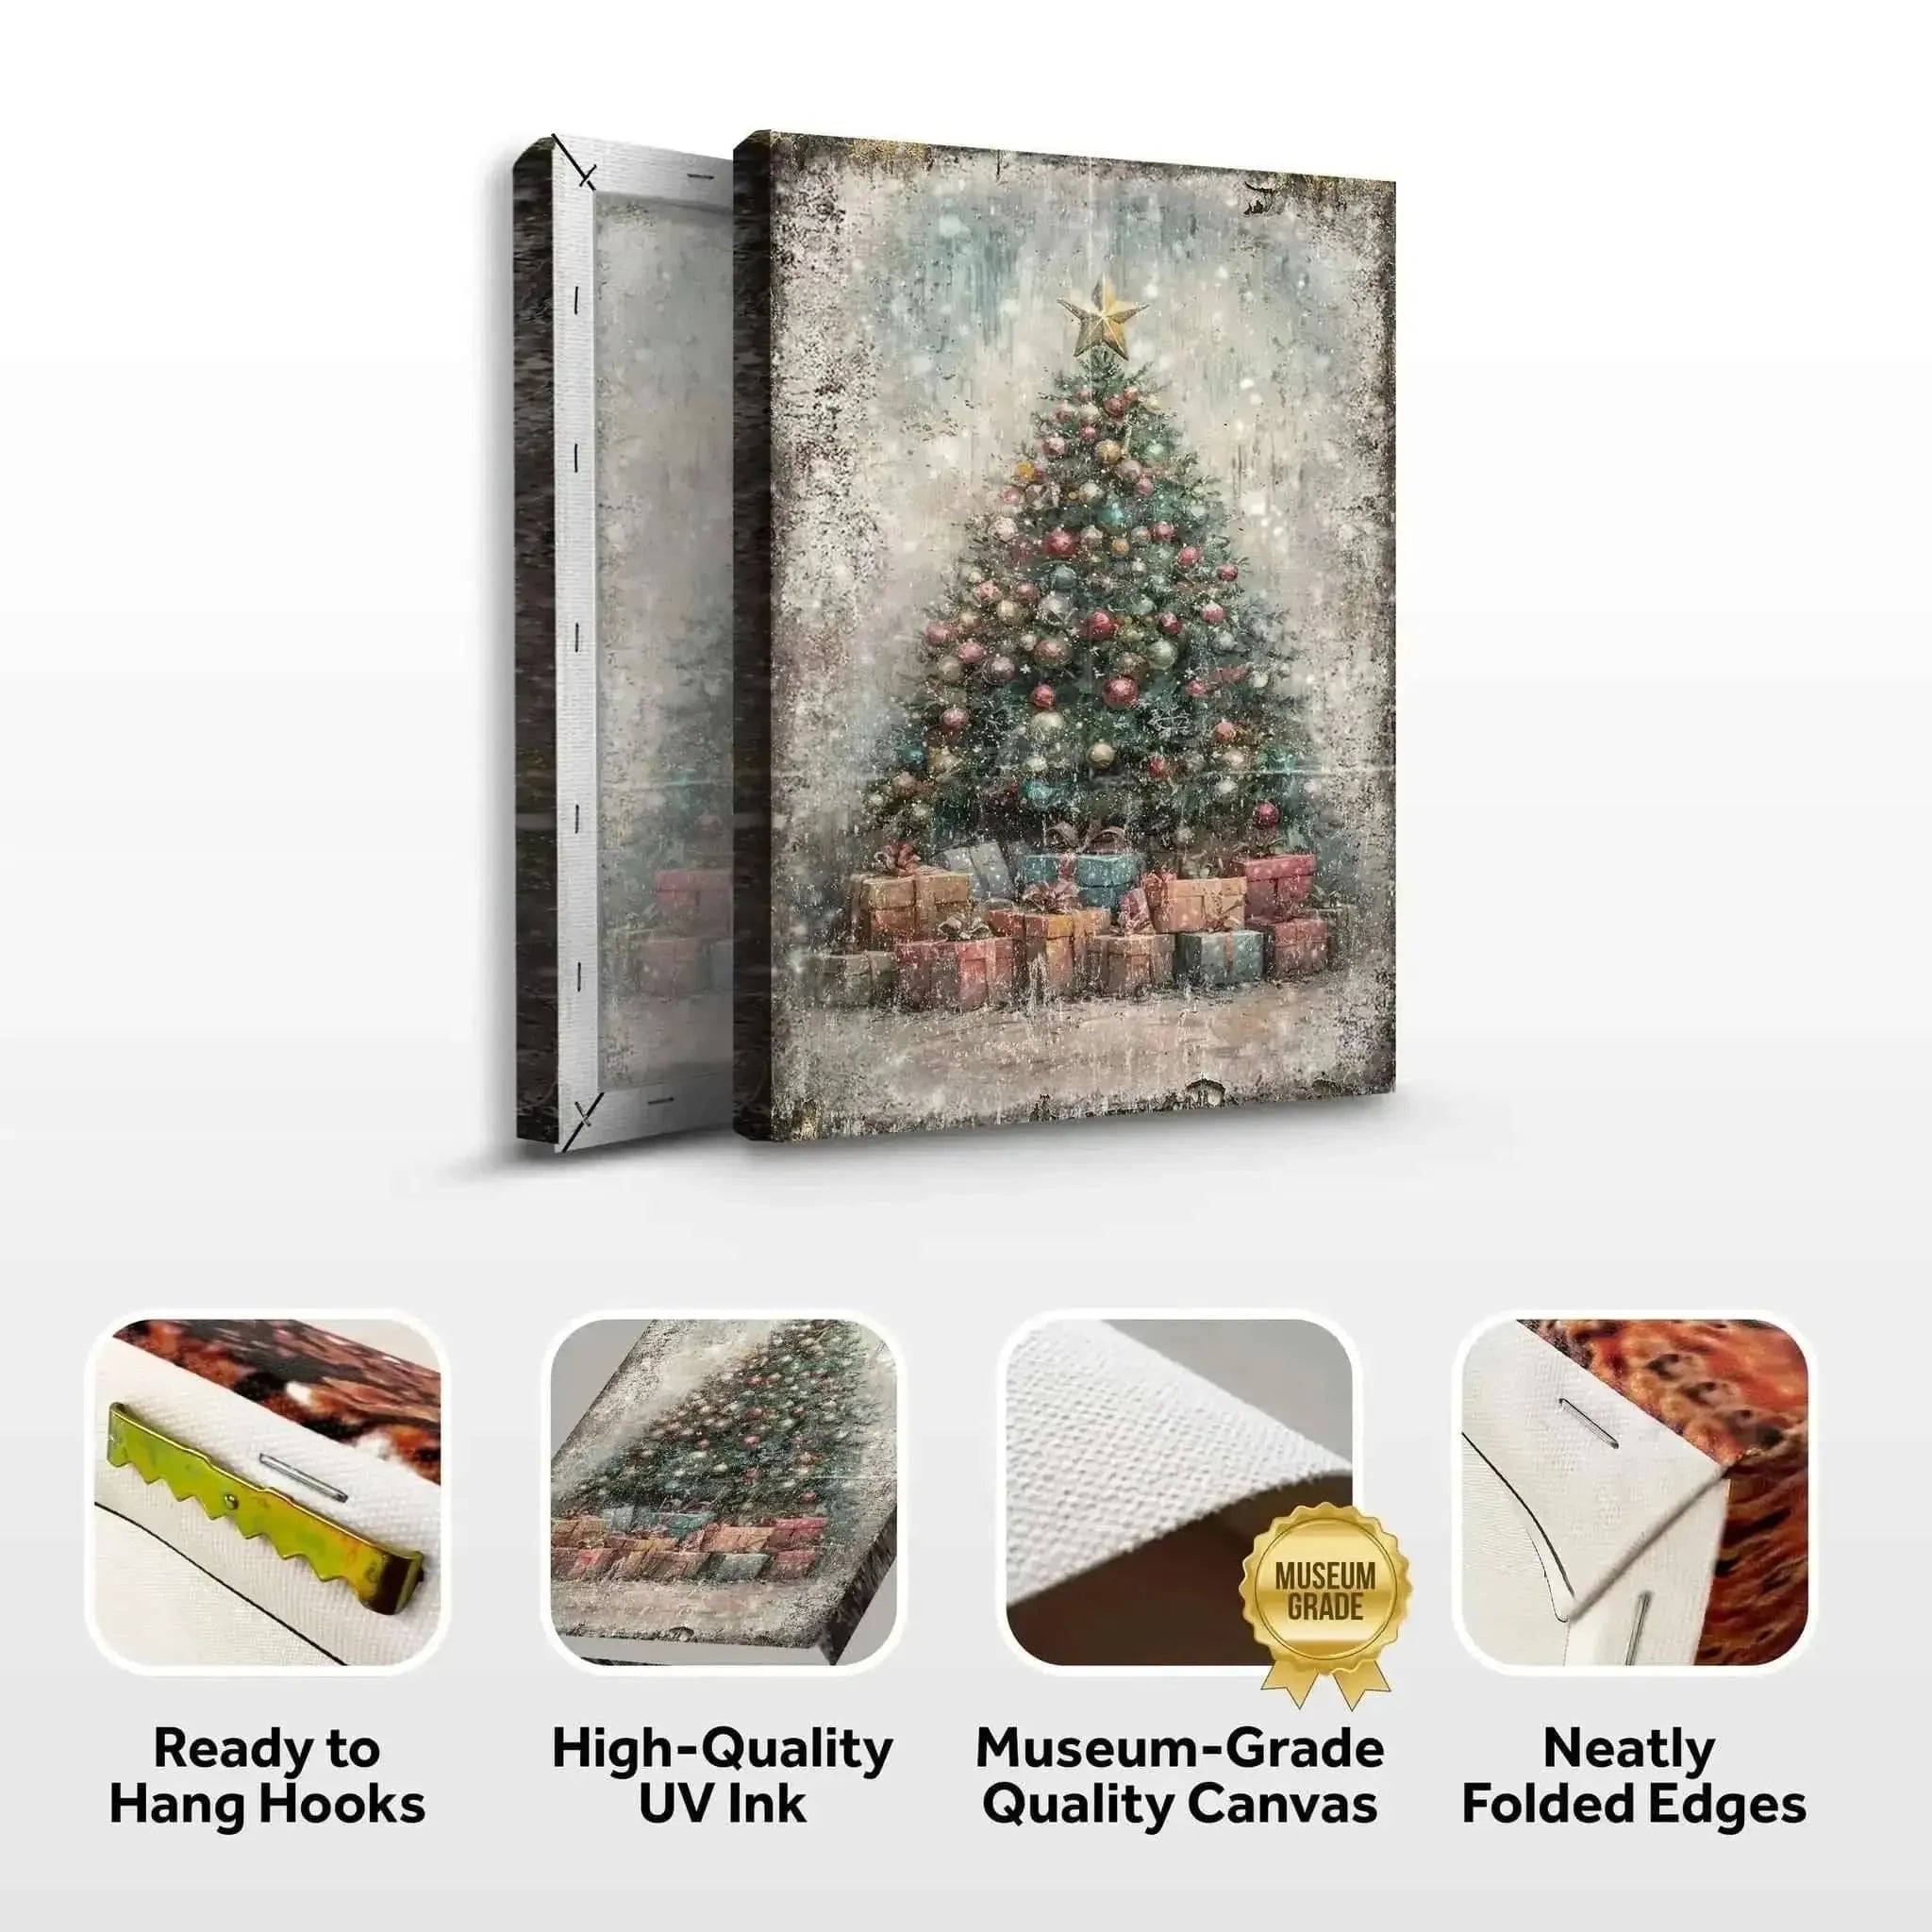 MUSEUM
GRADE
Ready to
Hang Hooks
High-Quality
UV Ink
Museum-Grade
Quality Canvas
Neatly
Folded Edges